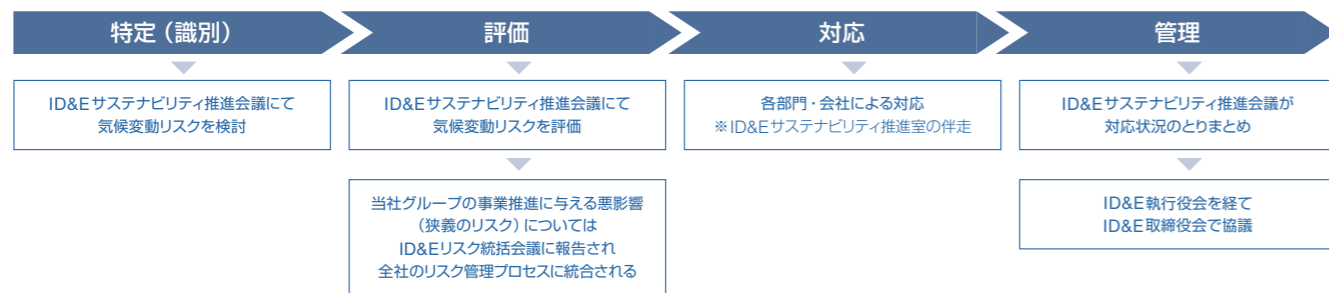 特定（識別）
評価
対応
管理
ID&Eサステナビリティ推進会議にて
気候変動リスクを検討
ID&Eサステナビリティ推進会議にて
気候変動リスクを評価
当社グループの事業推進に与える悪影響
（狭義のリスク）については
ID&Eリスク統括会議に報告され
全社のリスク管理プロセスに統合される
各部門・会社による対応
※ID&Eサステナビリティ推進室の伴走
ID&Eサステナビリティ推進会議が
対応状況のとりまとめ
ID&E執行役会を経て
ID&E取締役会で協議